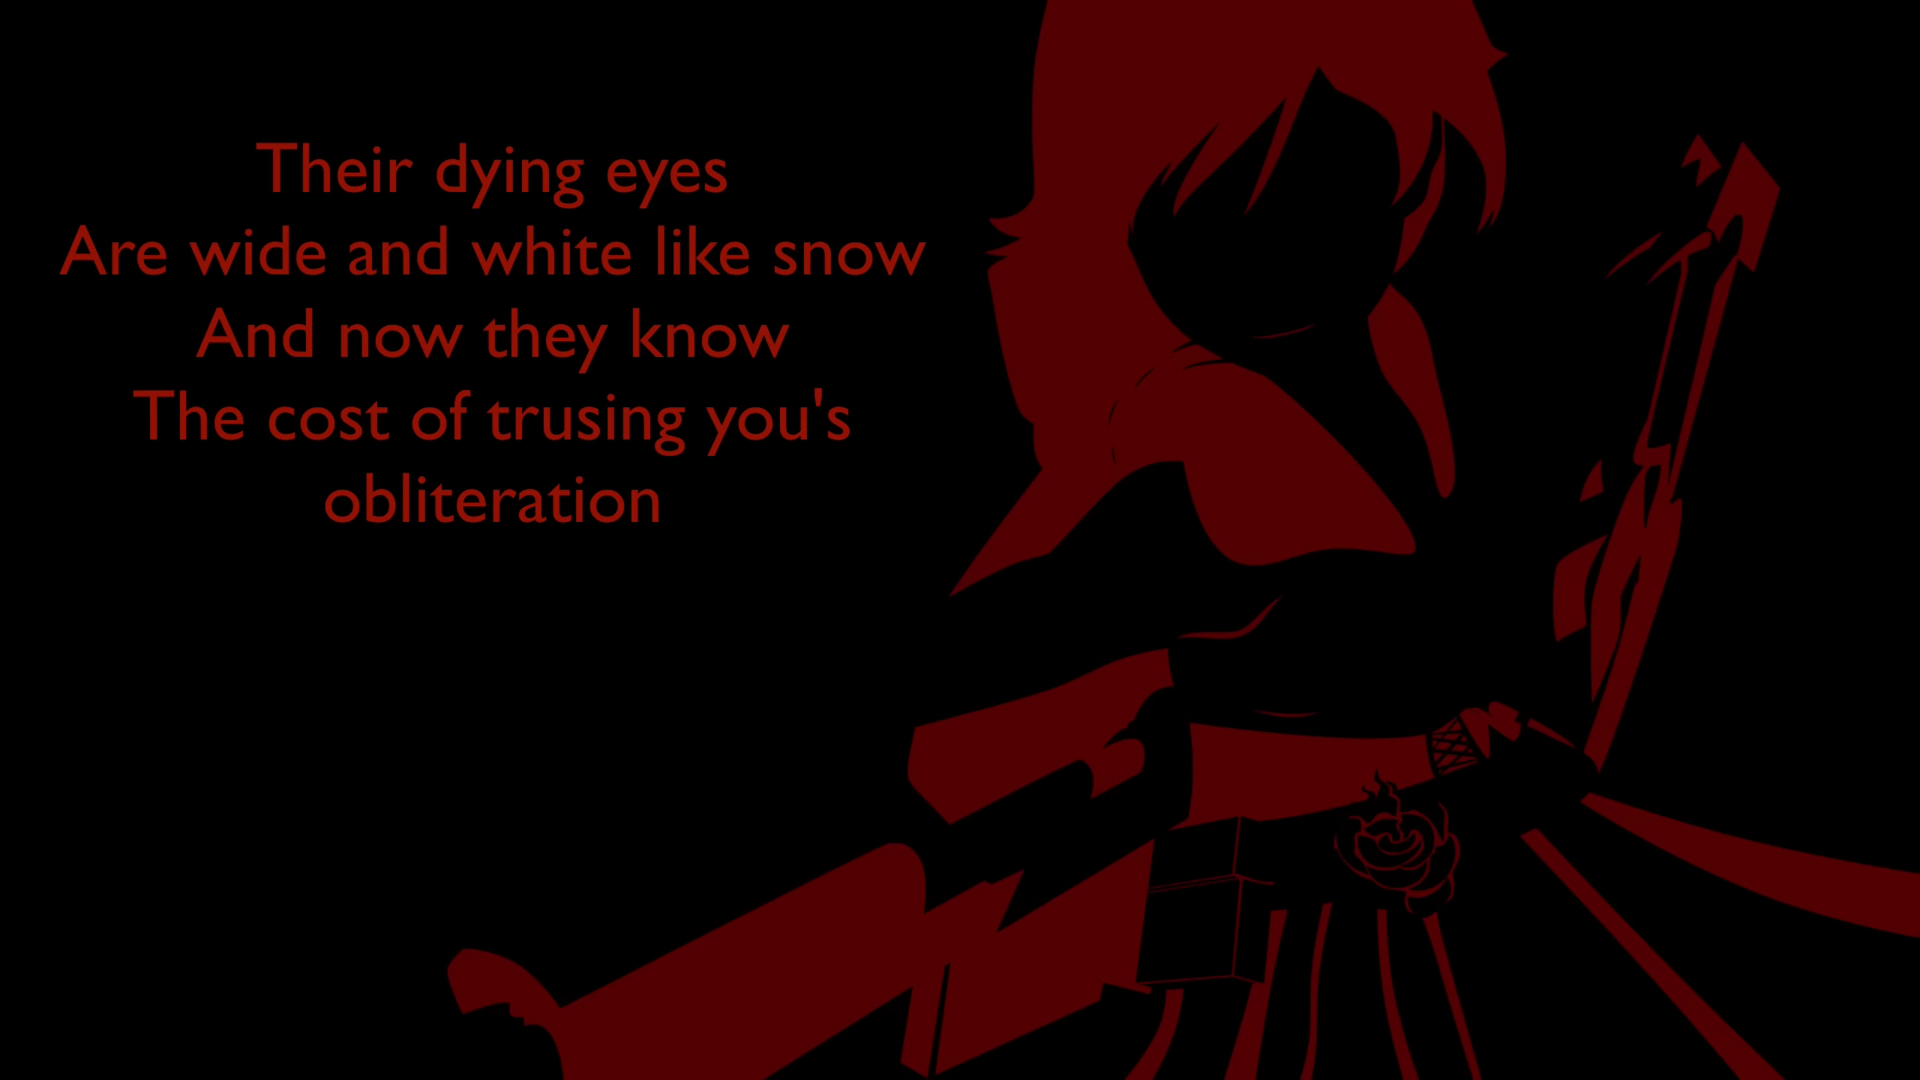 Their dying eyes
Are wide and white like snow
And now they know
The cost of trusing you's
obliteration